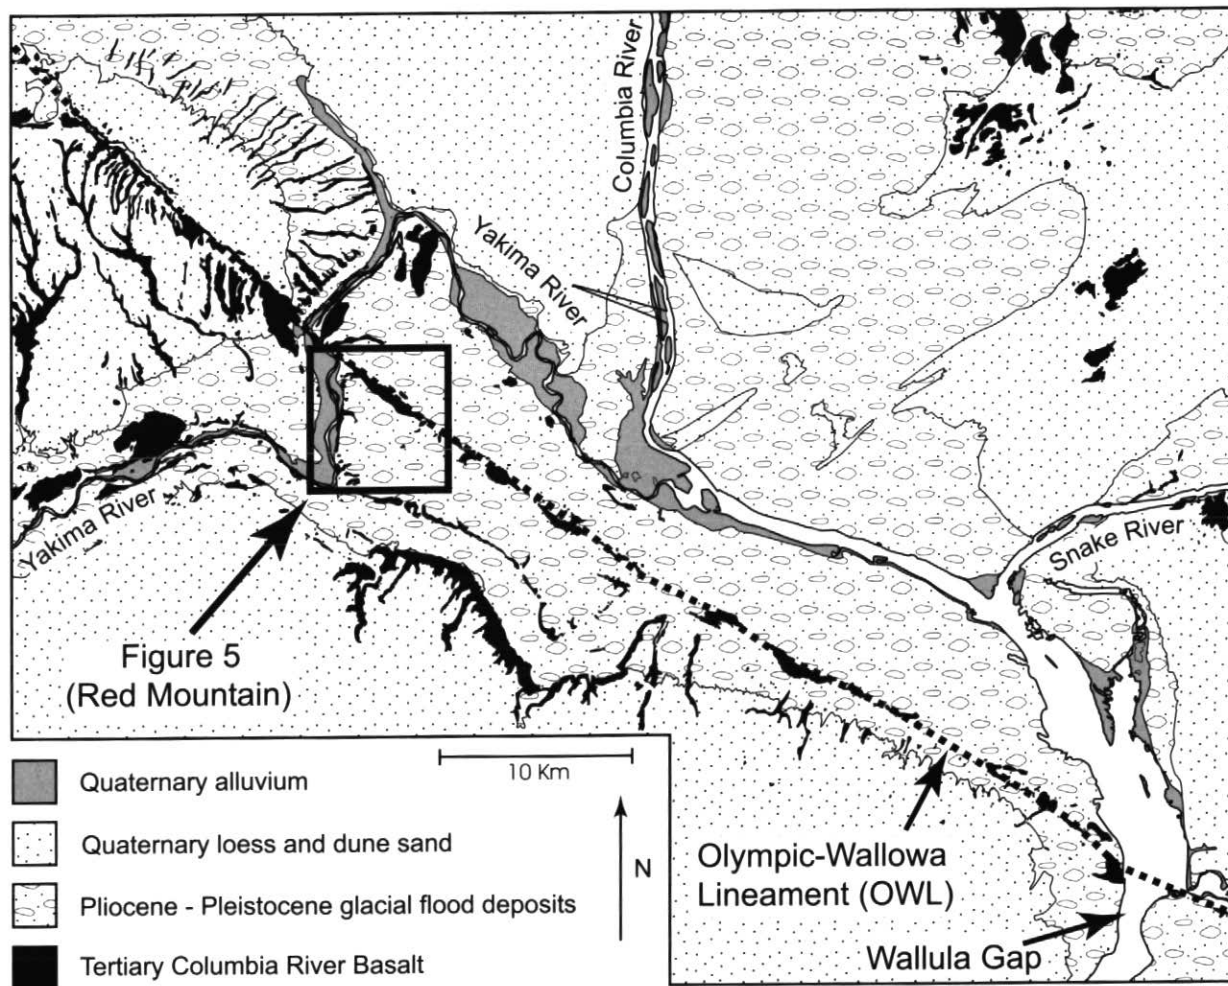 Columbia River
Yakima River
Yakima River
Snake River
Figure 5
(Red Mountain)
10 Km
N
Olympic-Wallowa
Lineament (OWL)
Wallula Gap
Quaternary alluvium
Quaternary loess and dune sand
Pliocene - Pleistocene glacial flood deposits
Tertiary Columbia River Basalt